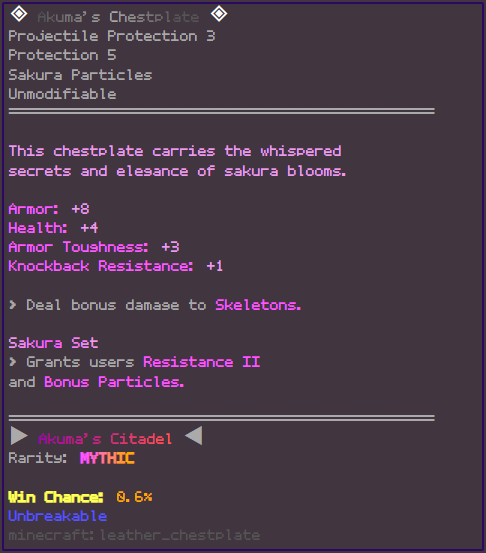 ◈ Akuma's Chestplate ◈
Projectile Protection 3
Protection 5
Sakura Particles
Unmodifiable
This chestplate carries the whispered
secrets and elegance of sakura blooms.
Armor: +8
Health: +4
Armor Toughness: +3
Knockback Resistance: +1
> Deal bonus damage to Skeletons.
Sakura Set
> Grants users Resistance II
and Bonus Particles.
▶ Akuma's Citadel ◀
Rarity: MYTHIC
Win Chance: 0.6%
Unbreakable
minecraft:leather_chestplate